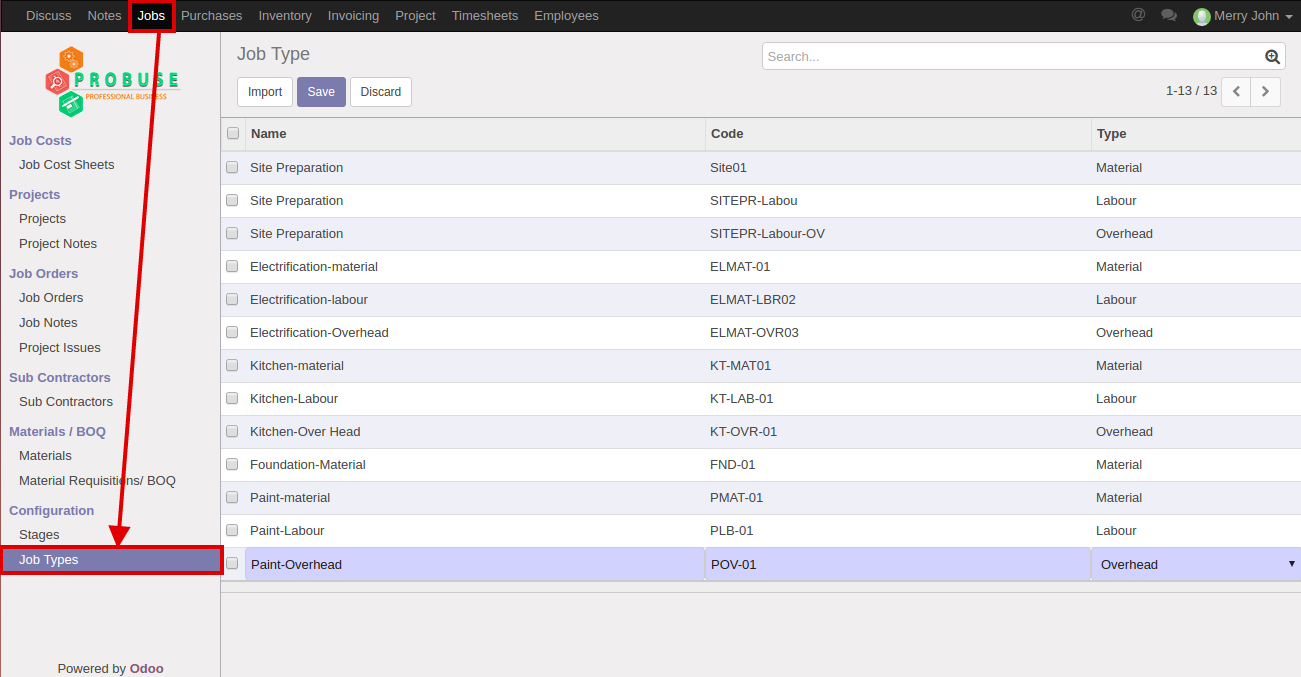 Discuss Notes Jobs Purchases Inventory Invoicing Project Timesheets Employees @ Merry John
PROBUSE
PROFESSIONAL BUSINESS
Job Costs
Job Cost Sheets
Projects
Projects
Project Notes
Job Orders
Job Orders
Job Notes
Project Issues
Sub Contractors
Sub Contractors
Materials / BOQ
Materials
Material Requisitions/ BOQ
Configuration
Stages
Job Types
Powered by Odoo
Job Type
Search...
Import Save Discard
1-13 / 13
Name Code Type
Site Preparation Site01 Material
Site Preparation SITEPR-Labou Labour
Site Preparation SITEPR-Labour-OV Overhead
Electrification-material ELMAT-01 Material
Electrification-labour ELMAT-LBR02 Labour
Electrification-Overhead ELMAT-OVR03 Overhead
Kitchen-material KT-MAT01 Material
Kitchen-Labour KT-LAB-01 Labour
Kitchen-Over Head KT-OVR-01 Overhead
Foundation-Material FND-01 Material
Paint-material PMAT-01 Material
Paint-Labour PLB-01 Labour
Paint-Overhead POV-01 Overhead